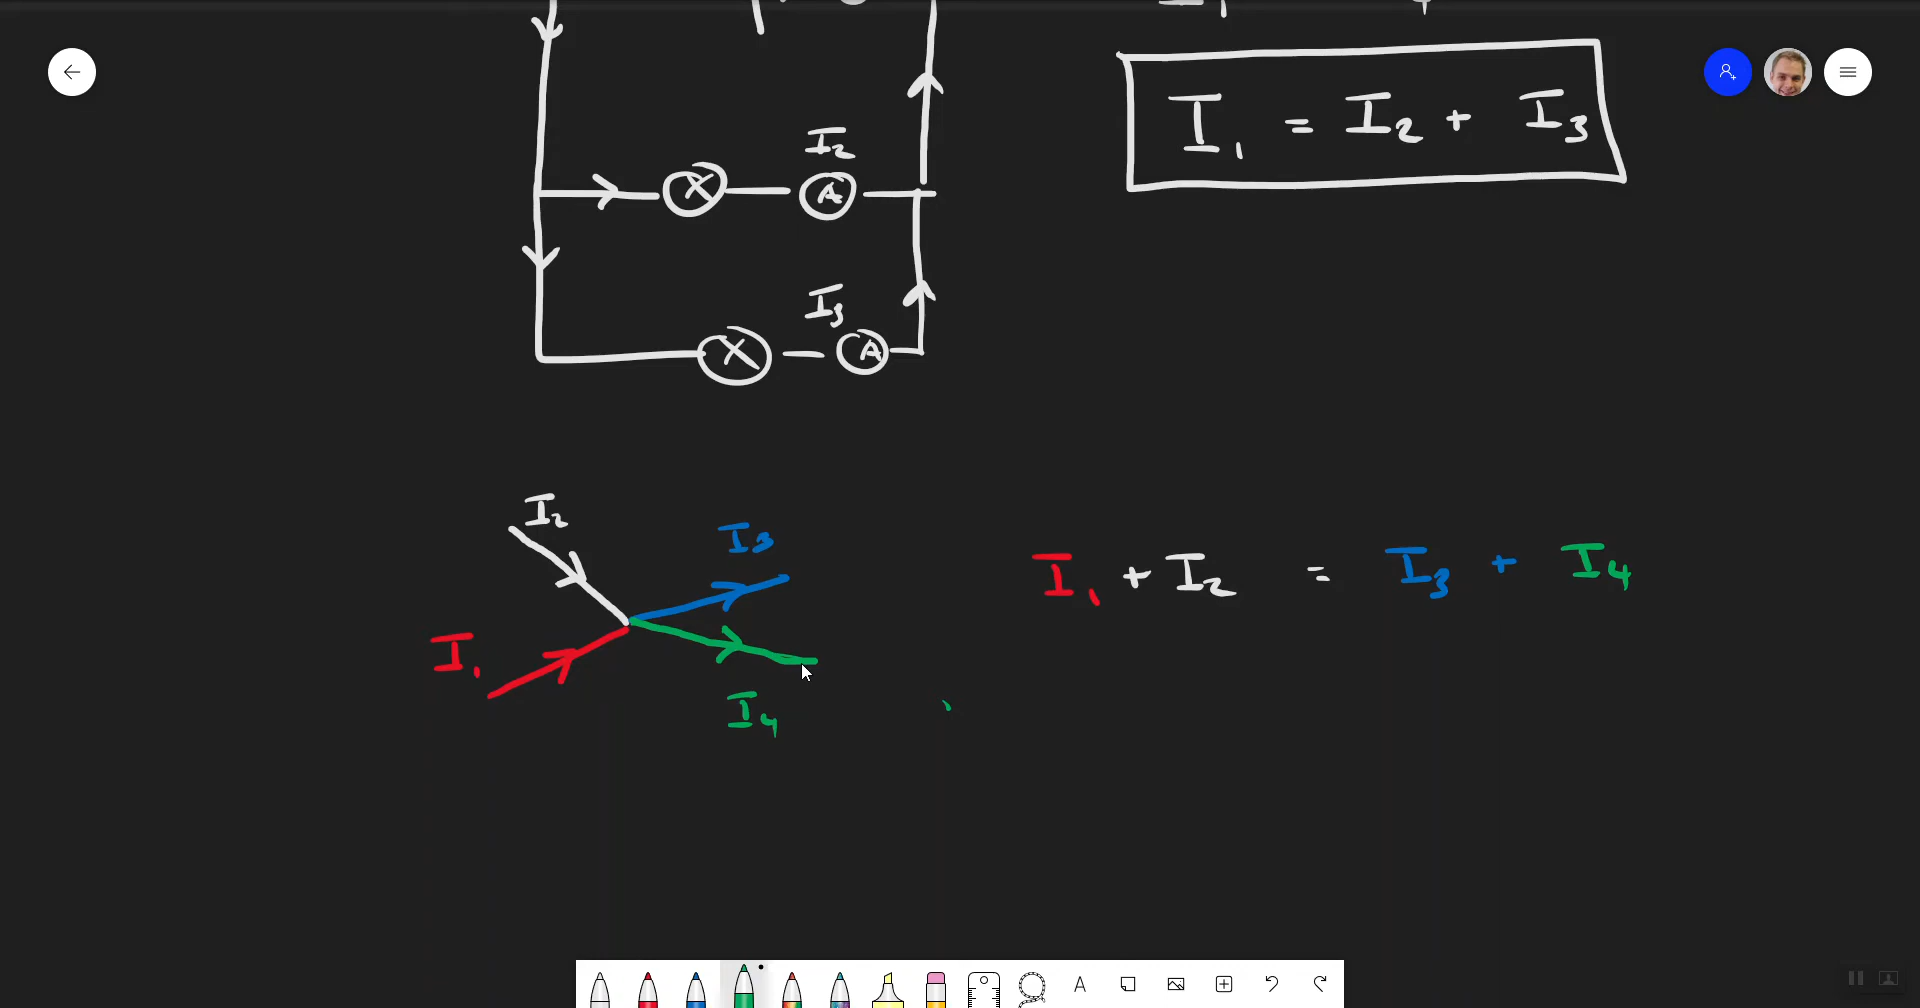 I₁ = I₂ + I₃
I₂
A
I₃
A
I₂
I₃
I₁ + I₂ = I₃ + I₄
I₁
I₄
A